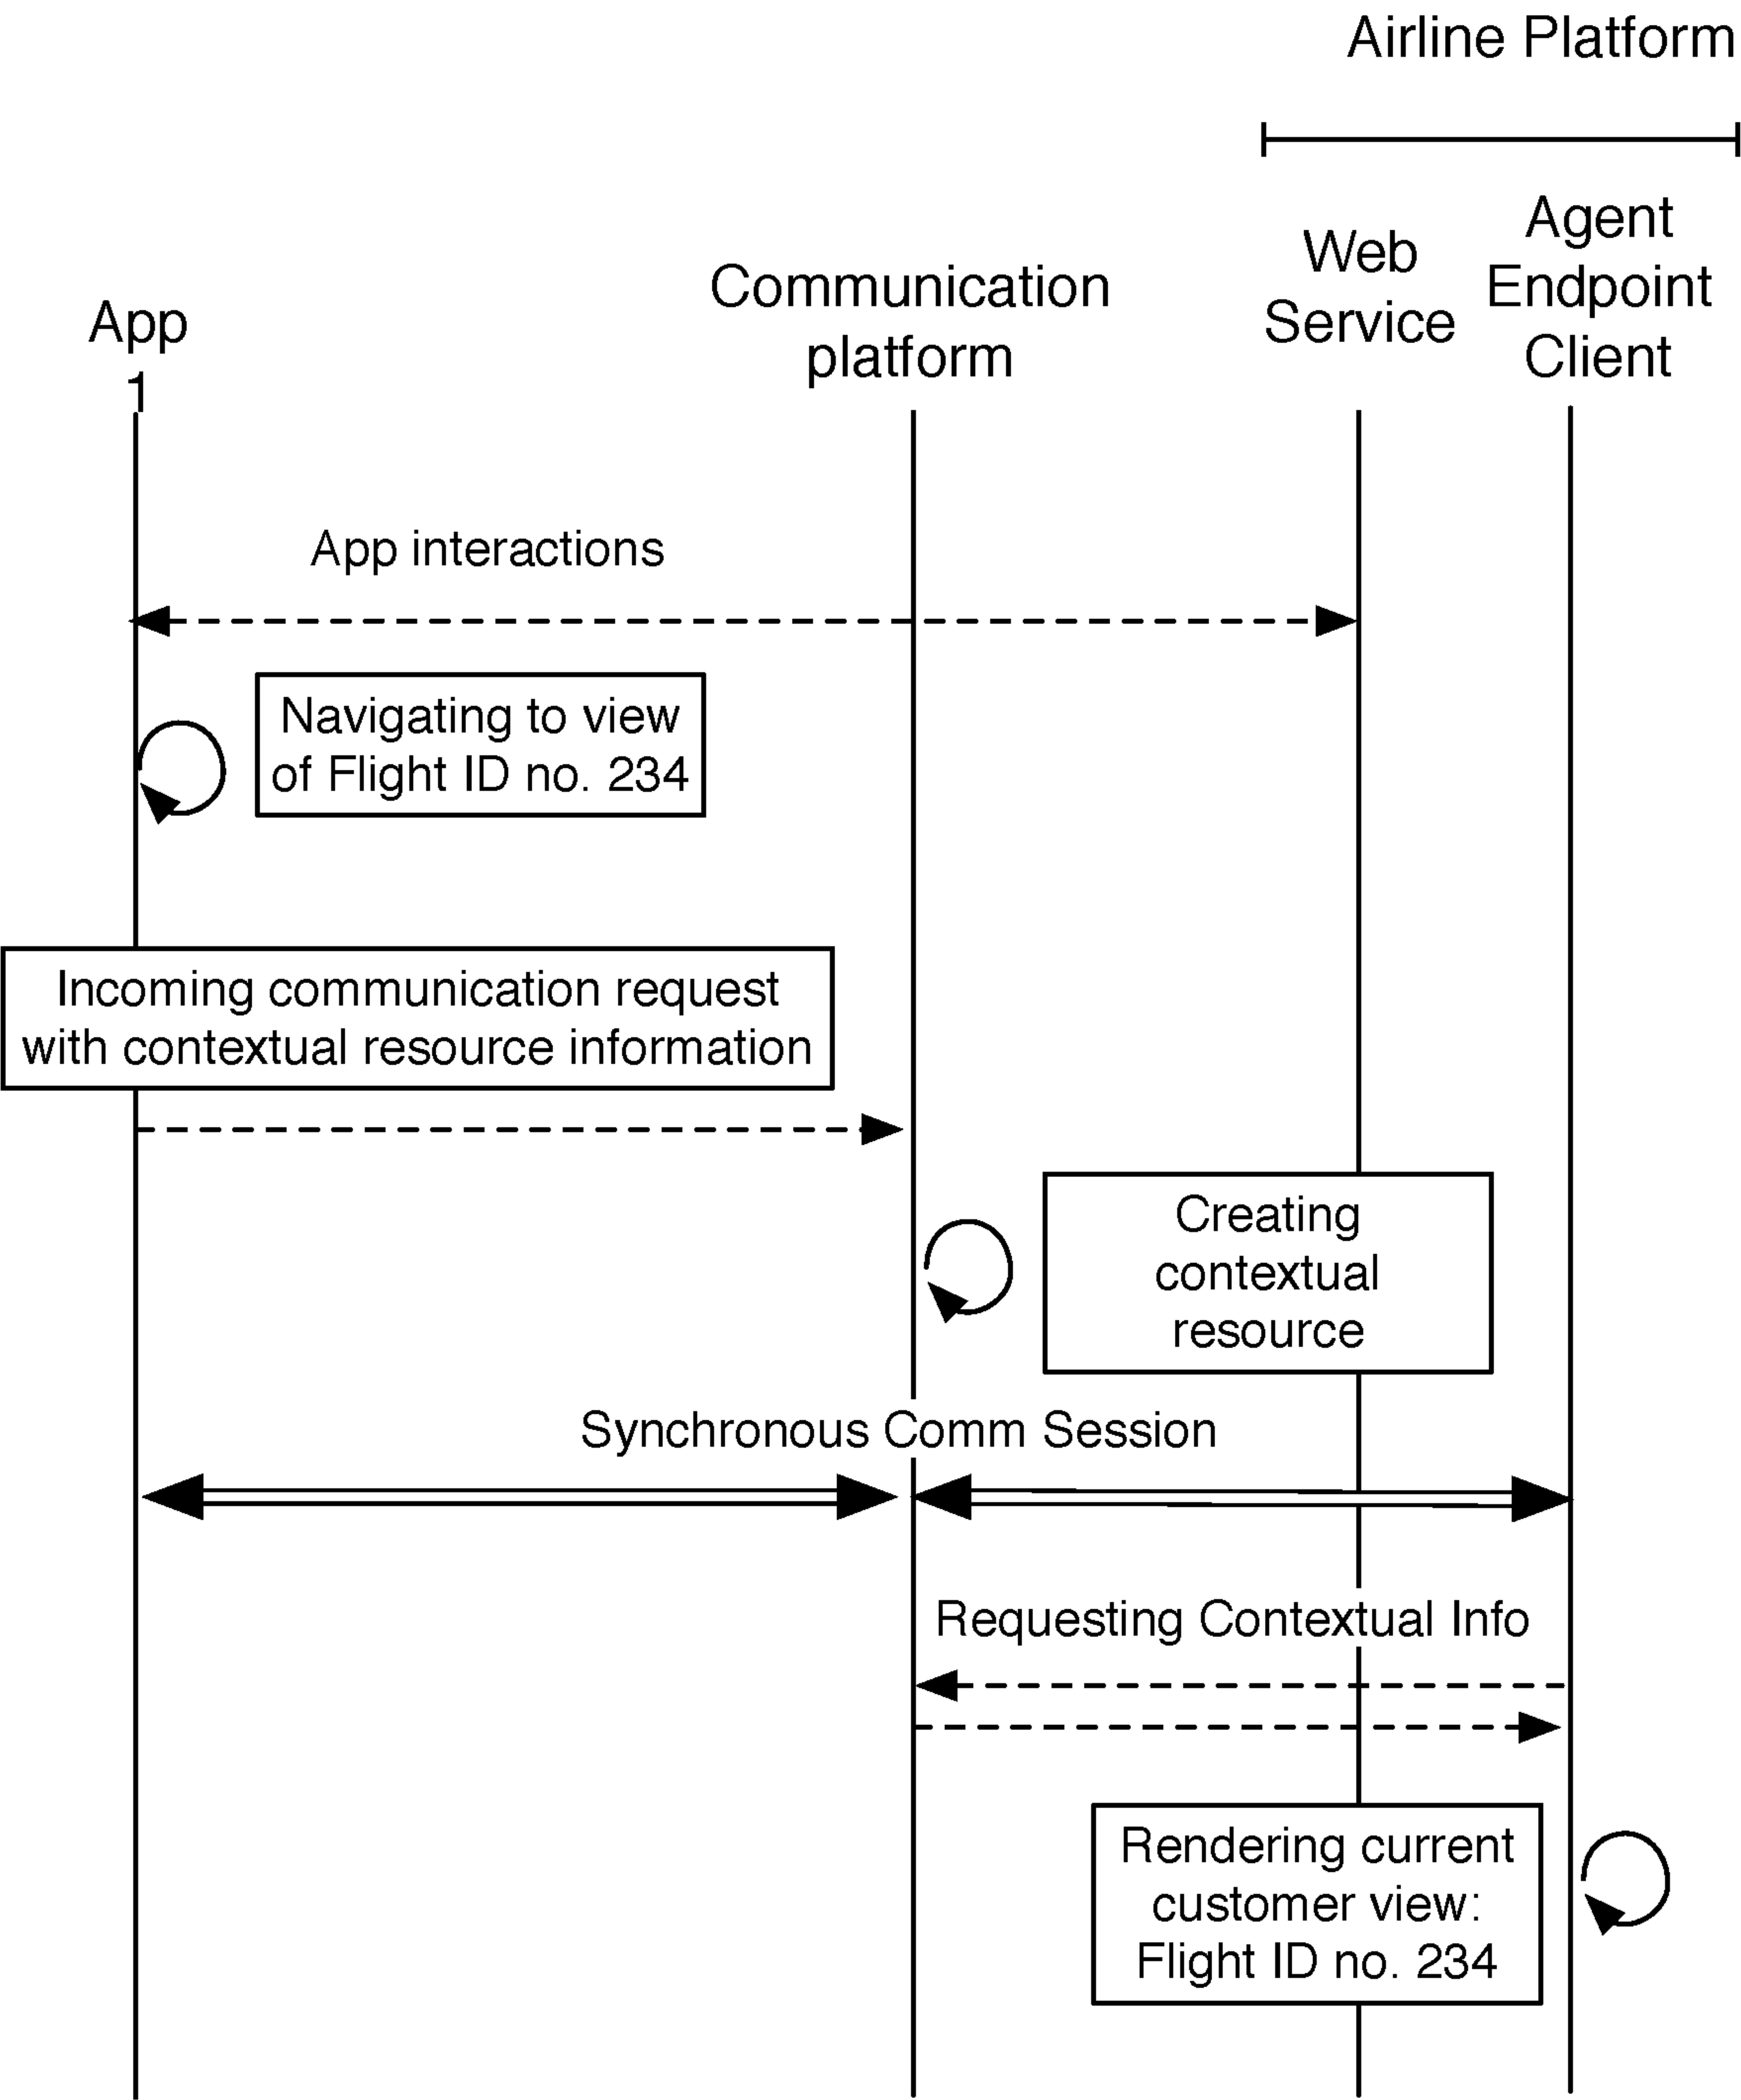 Airline Platform
App
1
Communication
platform
Web
Service
Agent
Endpoint
Client
App interactions
Navigating to view
of Flight ID no. 234
Incoming communication request
with contextual resource information
Creating
contextual
resource
Synchronous Comm Session
Requesting Contextual Info
Rendering current
customer view:
Flight ID no. 234